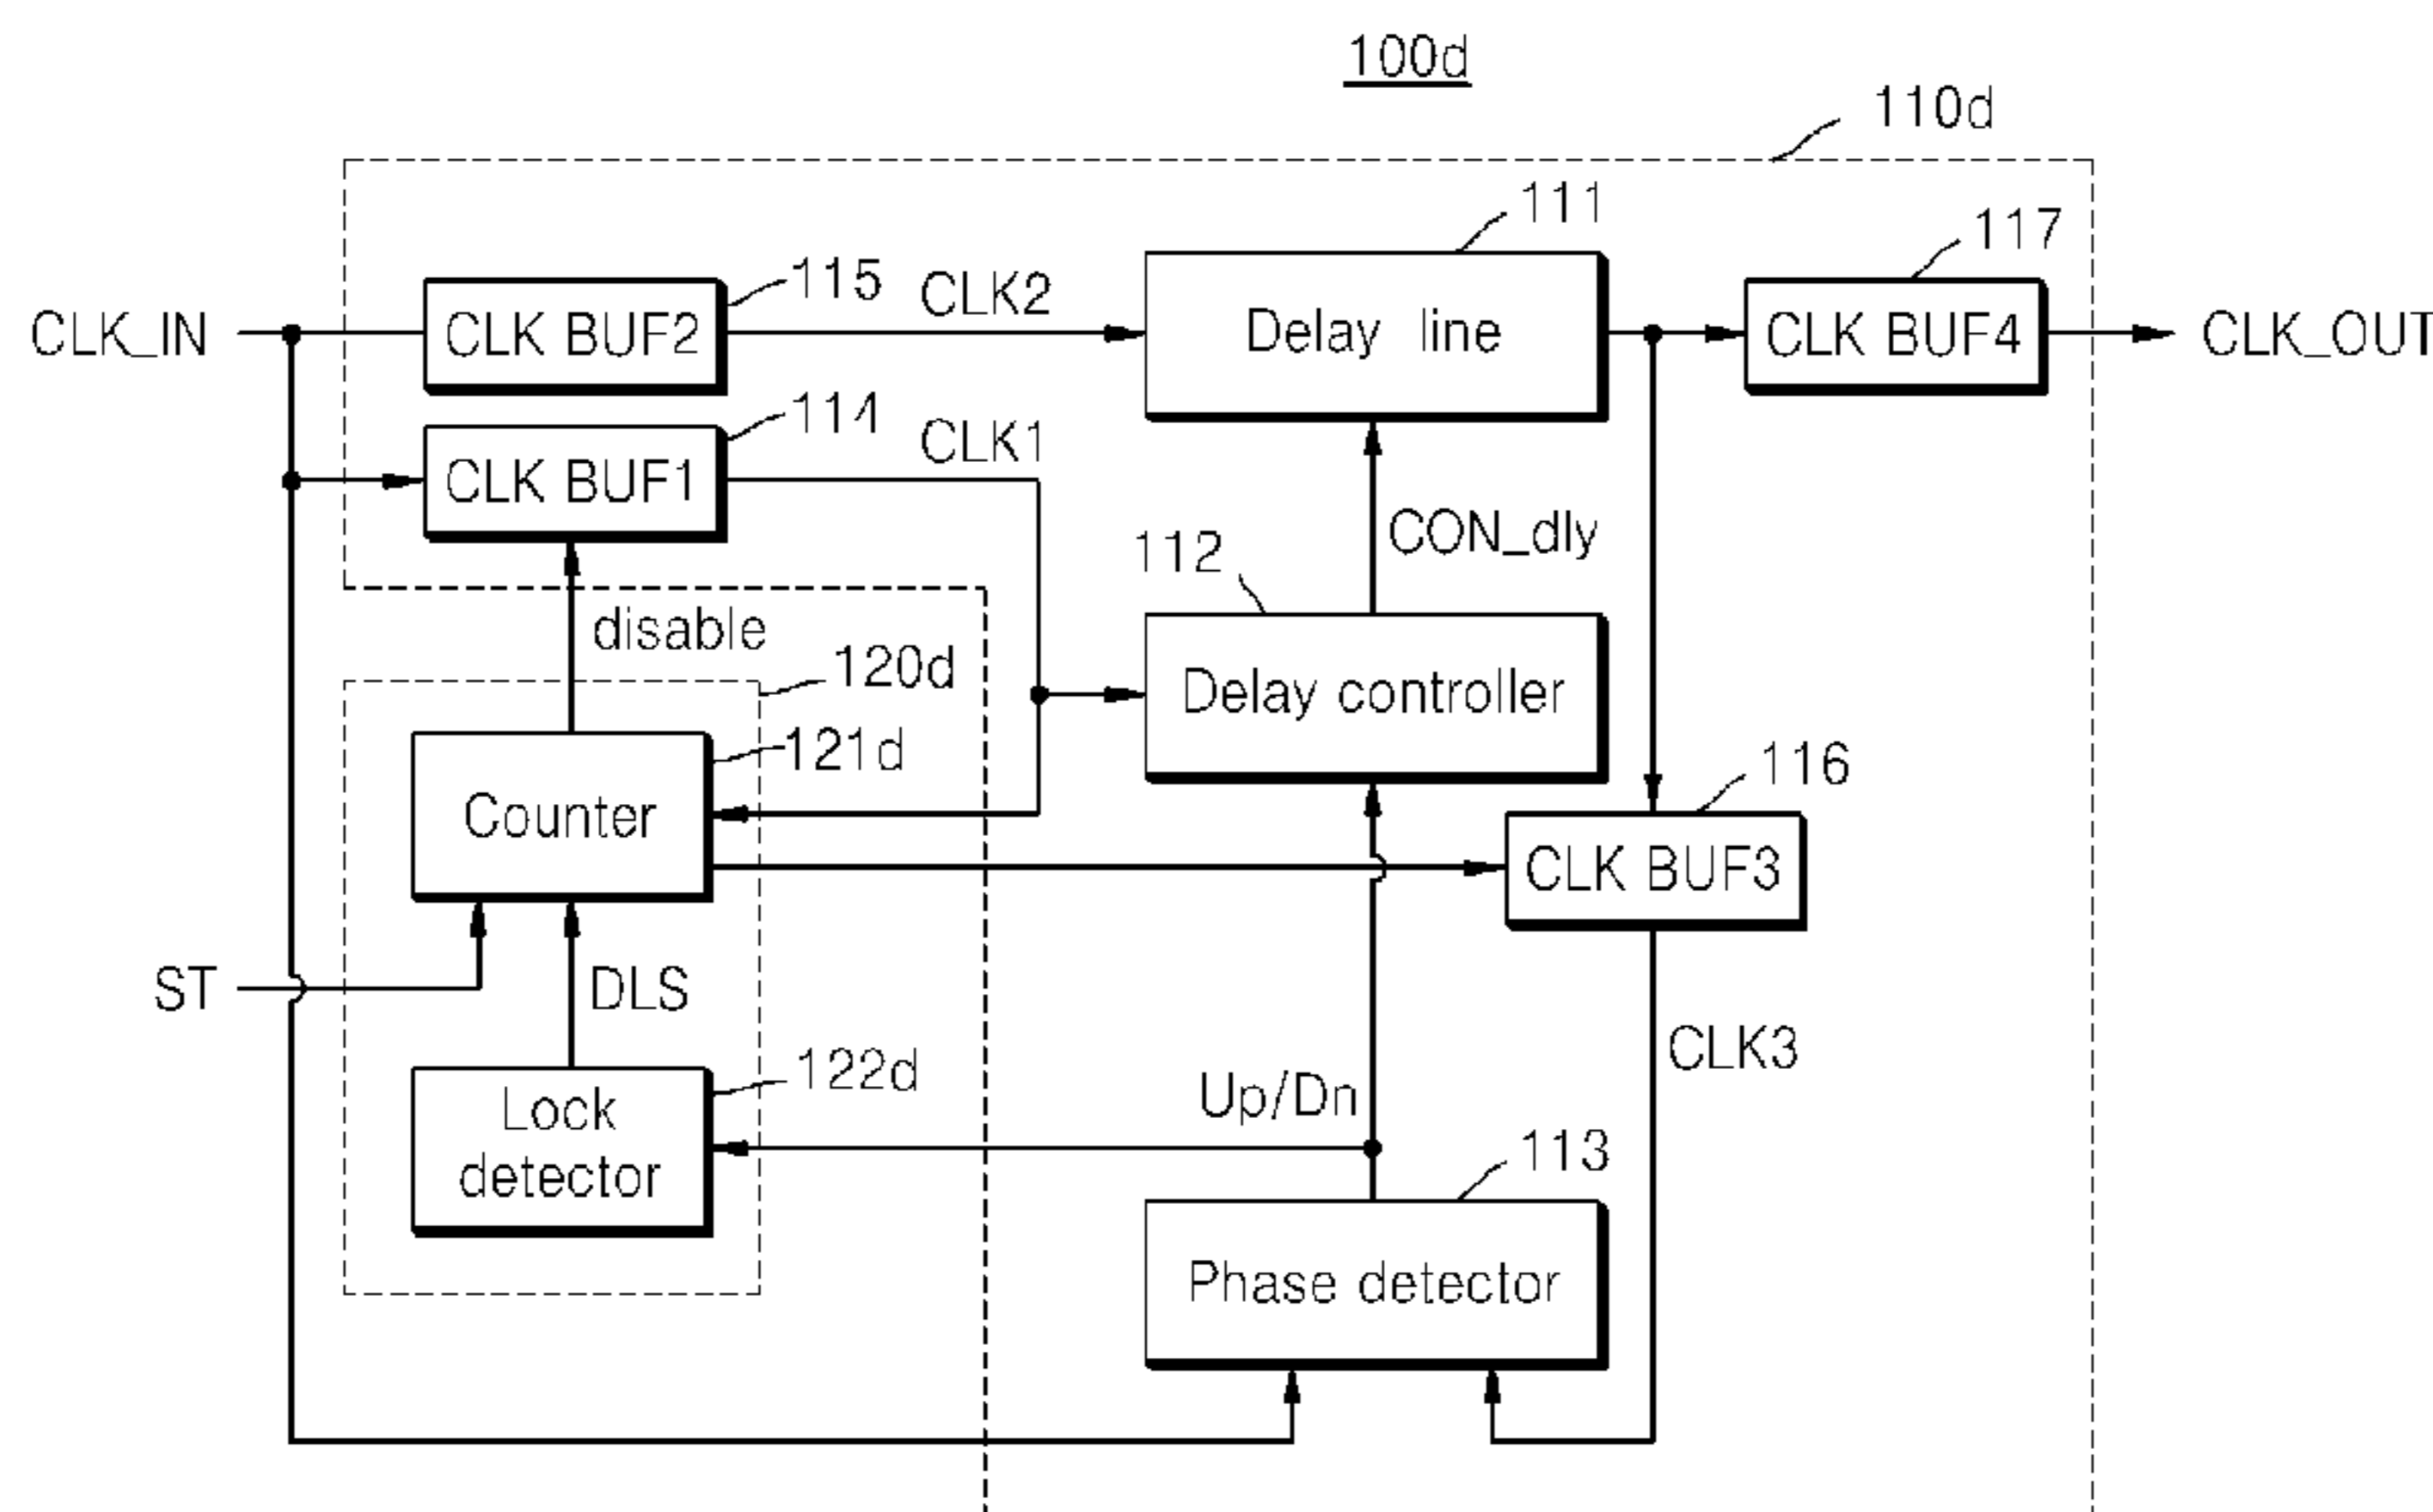 100d
110d
111
117
115
CLK_IN
CLK BUF2
CLK2
Delay line
CLK BUF4
CLK_OUT
114
CLK BUF1
CLK1
CON_dly
112
disable
120d
Delay controller
121d
116
Counter
CLK BUF3
ST
DLS
122d
CLK3
Up/Dn
Lock
detector
113
Phase detector